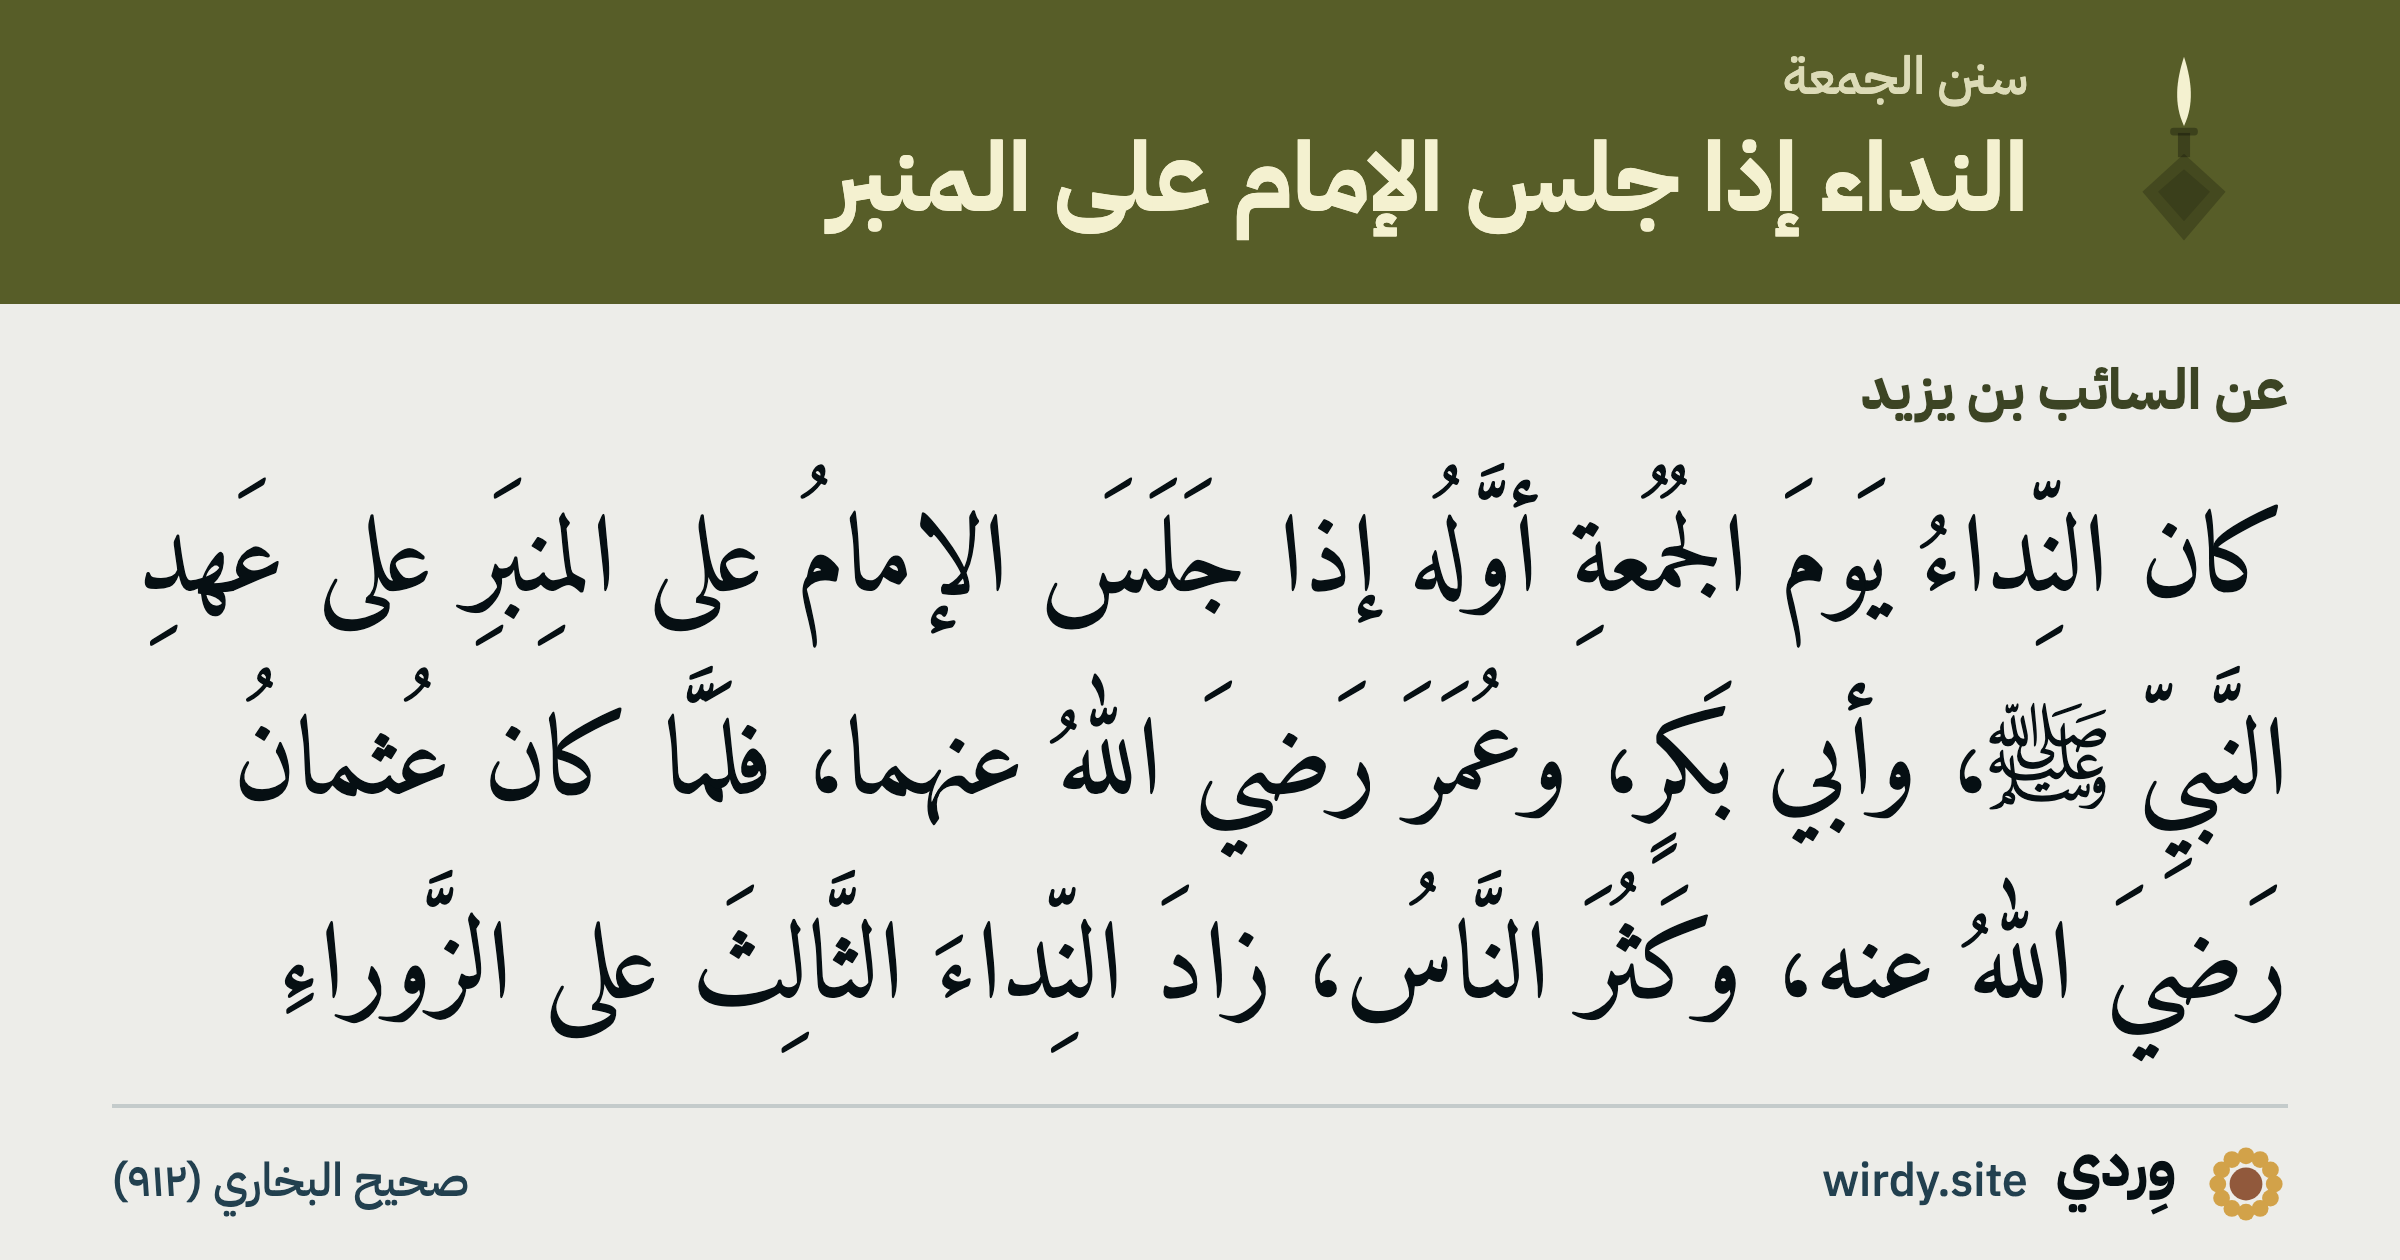 سنن الجمعة
النداء إذا جلس الإمام على المنبر
عن السائب بن يزيد
كان النِّداءُ يومَ الجُمُعةِ أوَّلُه إذا جَلَسَ الإمامُ على المنِبَرِ على عَهدِ
النَّبيِّ ﷺ، وأبي بَكرٍ، وعُمَرَ رَضيَ اللهُ عنهما، فلمَّا كان عُثمانُ
رَضيَ اللهُ عنه، وكَثُرَ النَّاسُ، زادَ النِّداءَ الثَّالِثَ على الزَّوراءِ
وِردي wirdy.site
صحيح البخاري (٩١٢)